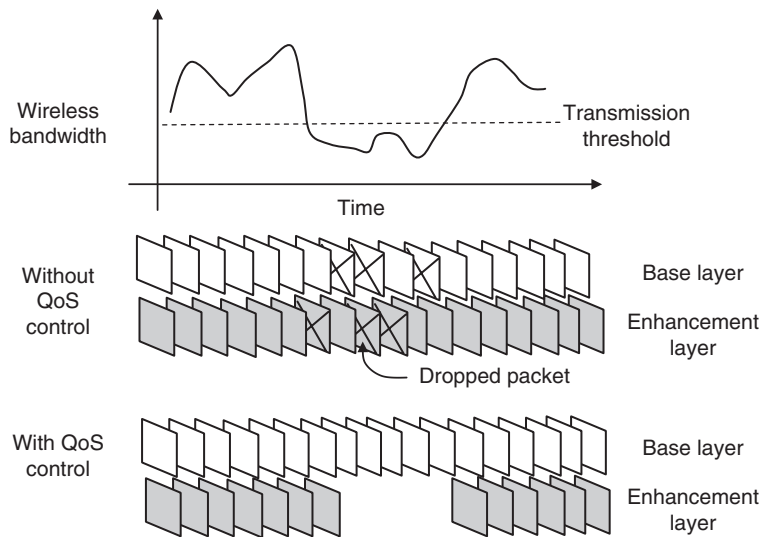 Wireless
bandwidth
Transmission
threshold
Time
Without
QoS
control
Base layer
Enhancement
layer
Dropped packet
With QoS
control
Base layer
Enhancement
layer